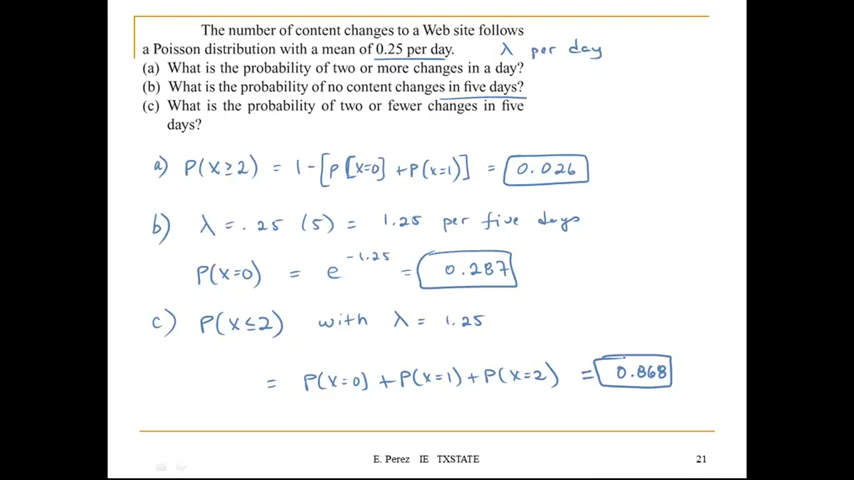 The number of content changes to a Web site follows
a Poisson distribution with a mean of 0.25 per day. λ per day
(a) What is the probability of two or more changes in a day?
(b) What is the probability of no content changes in five days?
(c) What is the probability of two or fewer changes in five
days?
a) P(X≥2) = 1-[P[X=0] +P(X=1)] = 0.026
b) λ = .25 (5) = 1.25 per five days
P(X=0) = e^-1.25 = 0.287
c) P(X≤2) with λ = 1.25
= P(X=0] +P(X=1)+P(X=2) = 0.868
E. Perez IE TXSTATE 21